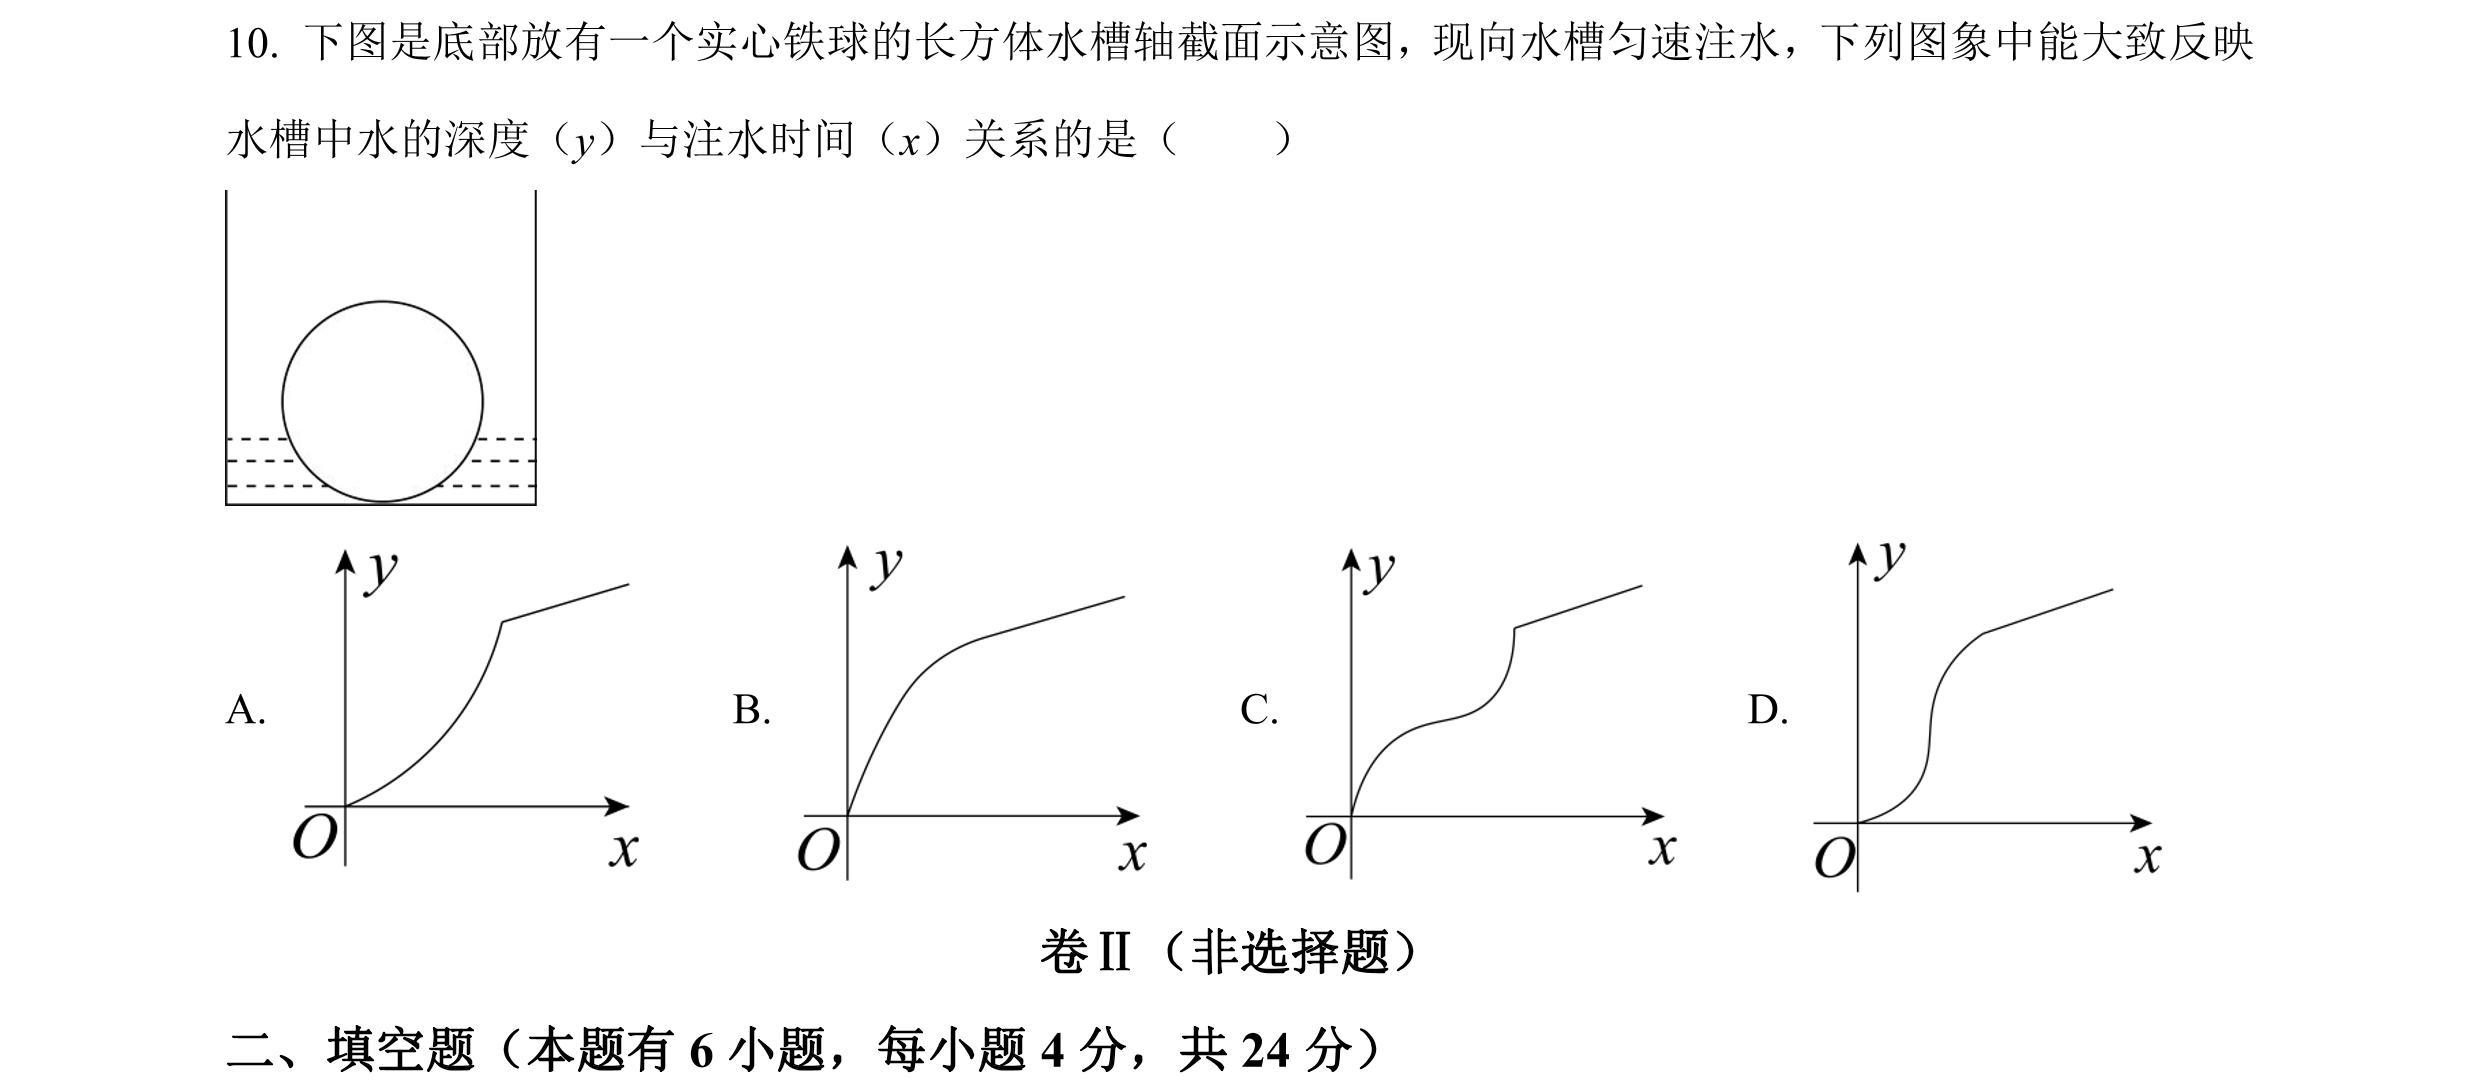 10. 下图是底部放有一个实心铁球的长方体水槽轴截面示意图，现向水槽匀速注水，下列图象中能大致反映
水槽中水的深度（y）与注水时间（x）关系的是（　　）
A.
y
O
x
B.
y
O
x
C.
y
O
x
D.
y
O
x
卷Ⅱ（非选择题）
二、填空题（本题有 6 小题，每小题 4 分，共 24 分）